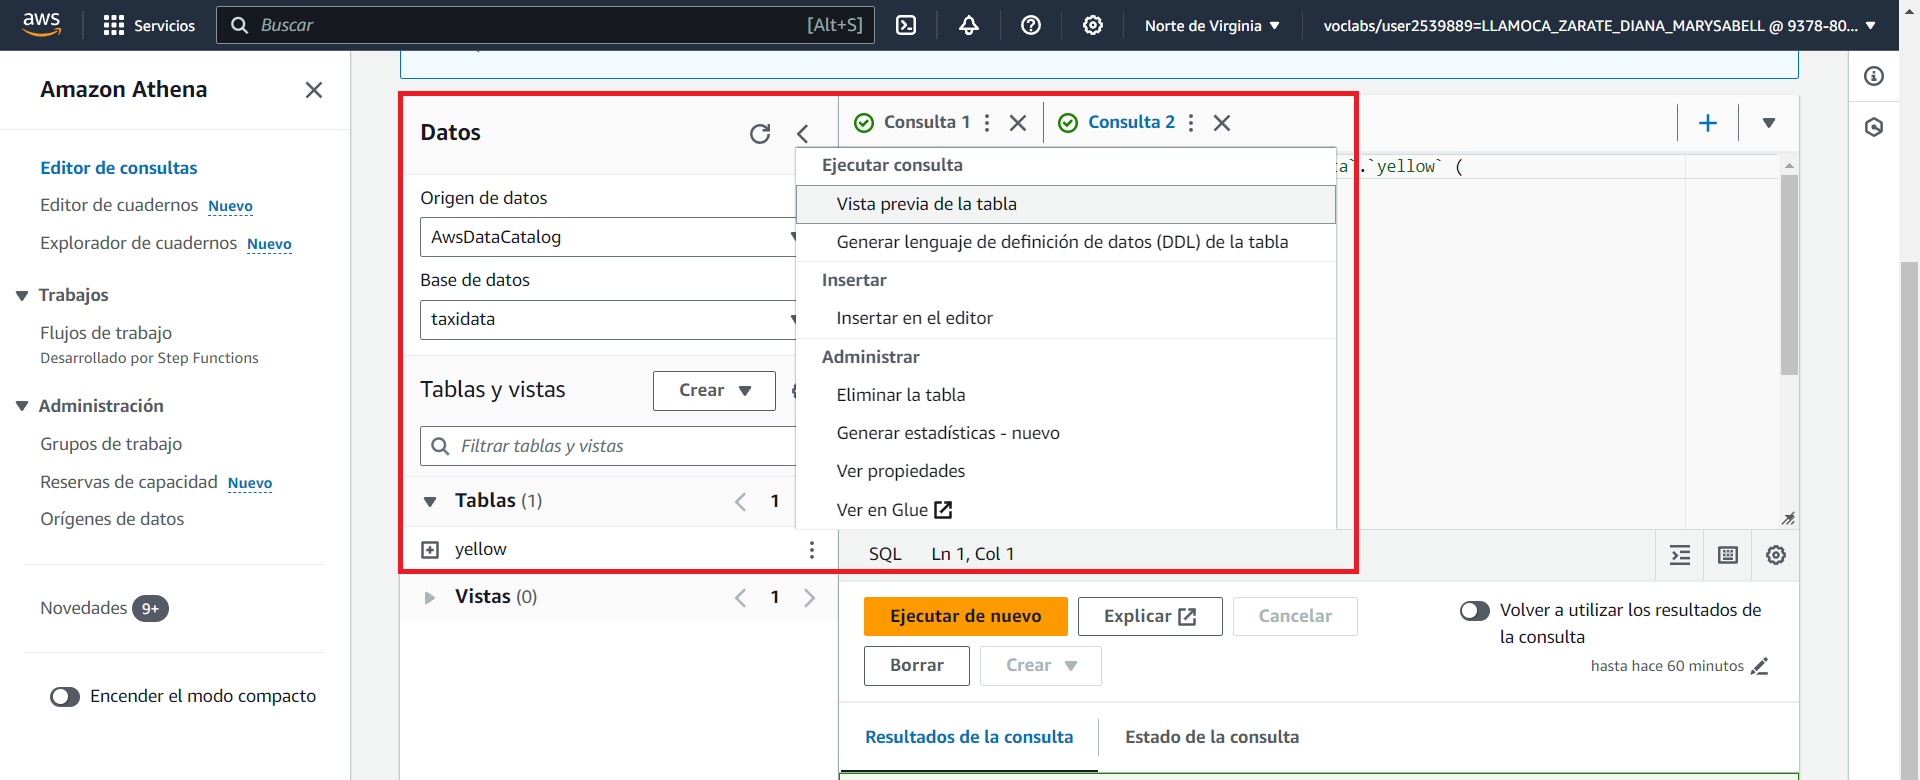 aws
Servicios
Buscar
[Alt+S]
Norte de Virginia
voclabs/user2539889=LLAMOCA_ZARATE_DIANA_MARYSABELL @ 9378-80...
Amazon Athena
Editor de consultas
Editor de cuadernos Nuevo
Explorador de cuadernos Nuevo
Trabajos
Flujos de trabajo
Desarrollado por Step Functions
Administración
Grupos de trabajo
Reservas de capacidad Nuevo
Orígenes de datos
Novedades 9+
Encender el modo compacto
Datos
Origen de datos
AwsDataCatalog
Base de datos
taxidata
Tablas y vistas
Crear
Filtrar tablas y vistas
Tablas (1)
1
yellow
Vistas (0)
1
Consulta 1
Consulta 2
Ejecutar consulta
Vista previa de la tabla
Generar lenguaje de definición de datos (DDL) de la tabla
Insertar
Insertar en el editor
Administrar
Eliminar la tabla
Generar estadísticas - nuevo
Ver propiedades
Ver en Glue
a`.`yellow` (
SQL
Ln 1, Col 1
Ejecutar de nuevo
Explicar
Cancelar
Borrar
Crear
Volver a utilizar los resultados de
la consulta
hasta hace 60 minutos
Resultados de la consulta
Estado de la consulta